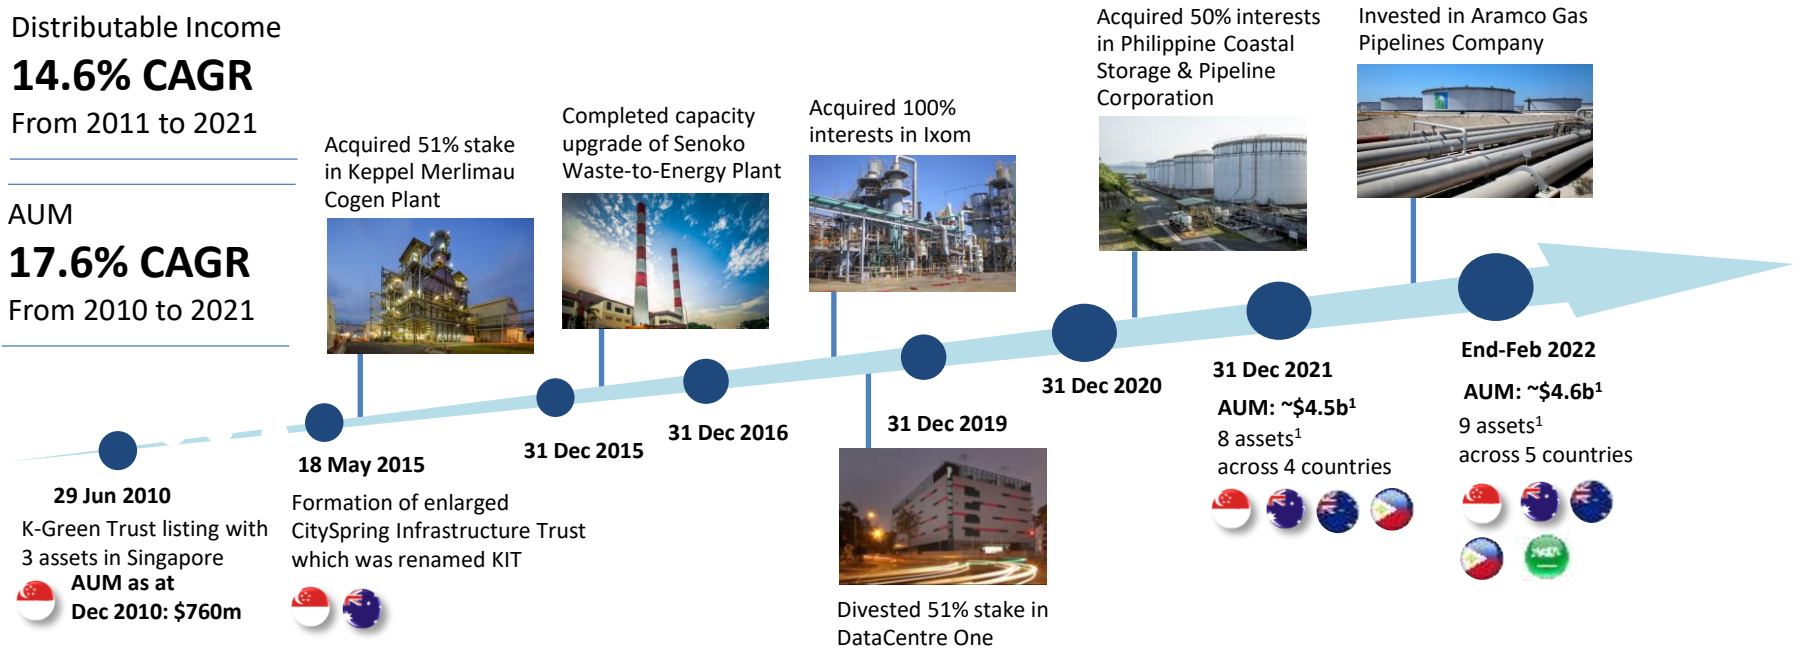 Distributable Income
14.6% CAGR
From 2011 to 2021
AUM
17.6% CAGR
From 2010 to 2021
29 Jun 2010
K-Green Trust listing with
3 assets in Singapore
AUM as at
Dec 2010: $760m
Acquired 51% stake
in Keppel Merlimau
Cogen Plant
18 May 2015
Formation of enlarged
CitySpring Infrastructure Trust
which was renamed KIT
31 Dec 2015
Completed capacity
upgrade of Senoko
Waste-to-Energy Plant
31 Dec 2016
Acquired 100%
interests in Ixom
Divested 51% stake in
DataCentre One
31 Dec 2019
31 Dec 2020
Acquired 50% interests
in Philippine Coastal
Storage & Pipeline
Corporation
31 Dec 2021
AUM: ~$4.5b¹
8 assets¹
across 4 countries
Invested in Aramco Gas
Pipelines Company
End-Feb 2022
AUM: ~$4.6b¹
9 assets¹
across 5 countries